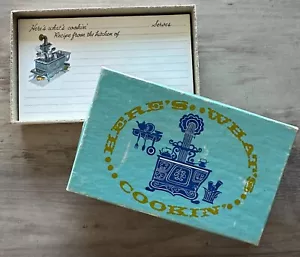 Here's what's cookin' Serves
Recipe from the kitchen of
HERE'S WHAT'S COOKIN'